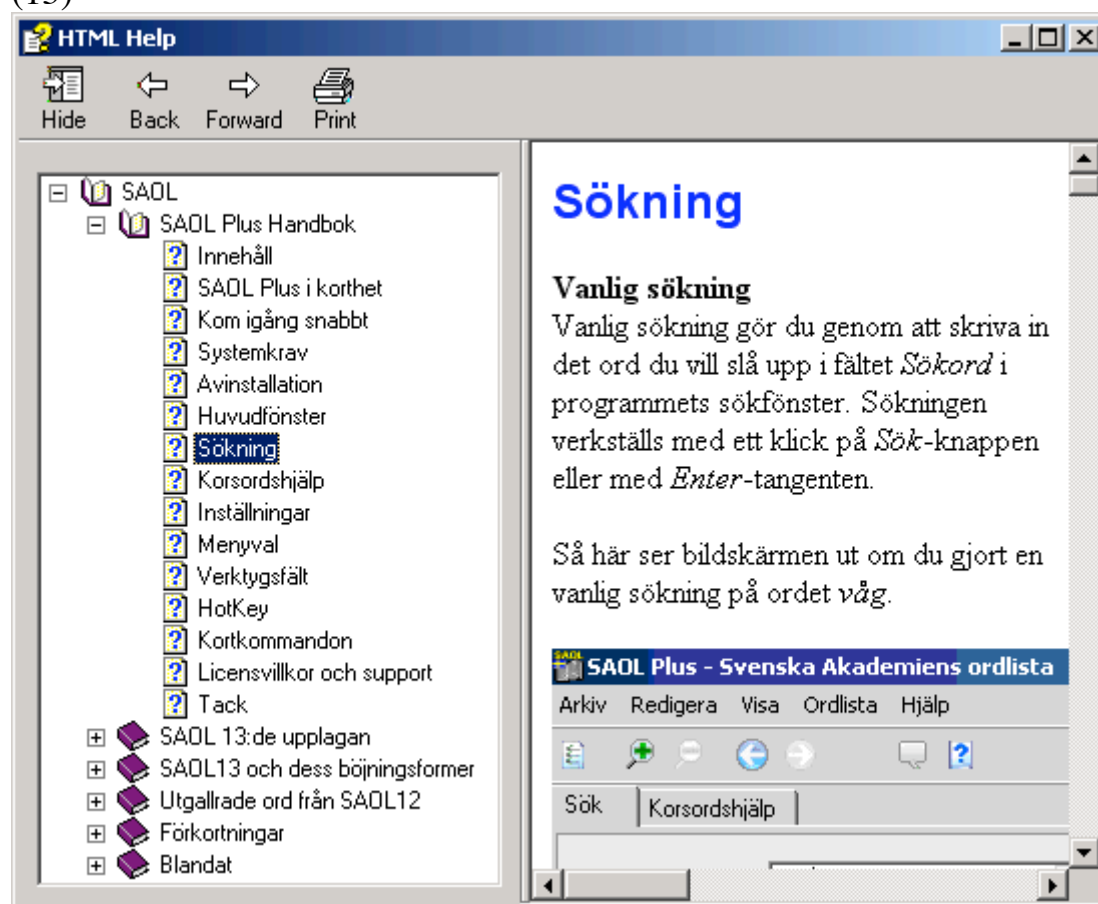 (15)
HTML Help
Hide Back Forward Print
SAOL
SAOL Plus Handbok
Innehåll
SAOL Plus i korthet
Kom igång snabbt
Systemkrav
Avinstallation
Huvudfönster
Sökning
Korsordshjälp
Inställningar
Menyval
Verktygsfält
HotKey
Kortkommandon
Licensvillkor och support
Tack
SAOL 13:de upplagan
SAOL13 och dess böjningsformer
Utgallrade ord från SAOL12
Förkortningar
Blandat
Sökning
Vanlig sökning
Vanlig sökning gör du genom att skriva in
det ord du vill slå upp i fältet Sökord i
programmets sökfönster. Sökningen
verkställs med ett klick på Sök-knappen
eller med Enter-tangenten.
Så här ser bildskärmen ut om du gjort en
vanlig sökning på ordet våg.
SAOL Plus - Svenska Akademiens ordlista
Arkiv Redigera Visa Ordlista Hjälp
Sök Korsordshjälp